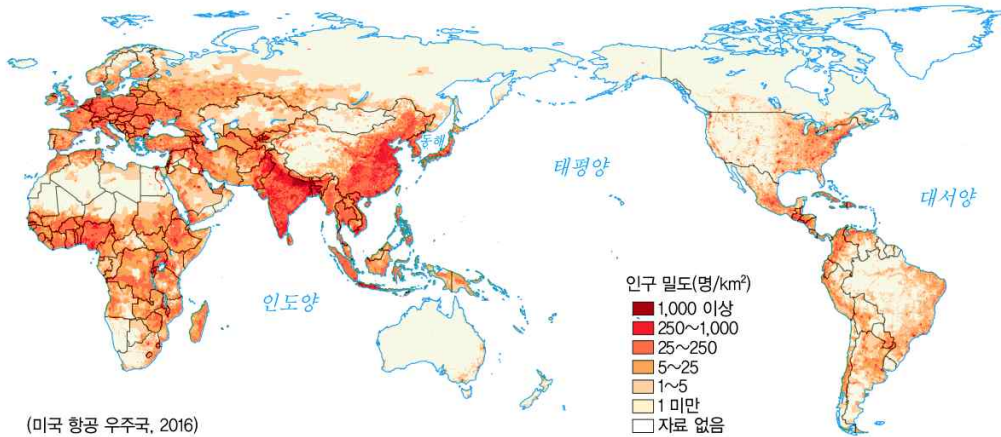 동해
태평양
대서양
인도양
인구 밀도(명/km²)
1,000 이상
250~1,000
25~250
5~25
1~5
1 미만
자료 없음
(미국 항공 우주국, 2016)